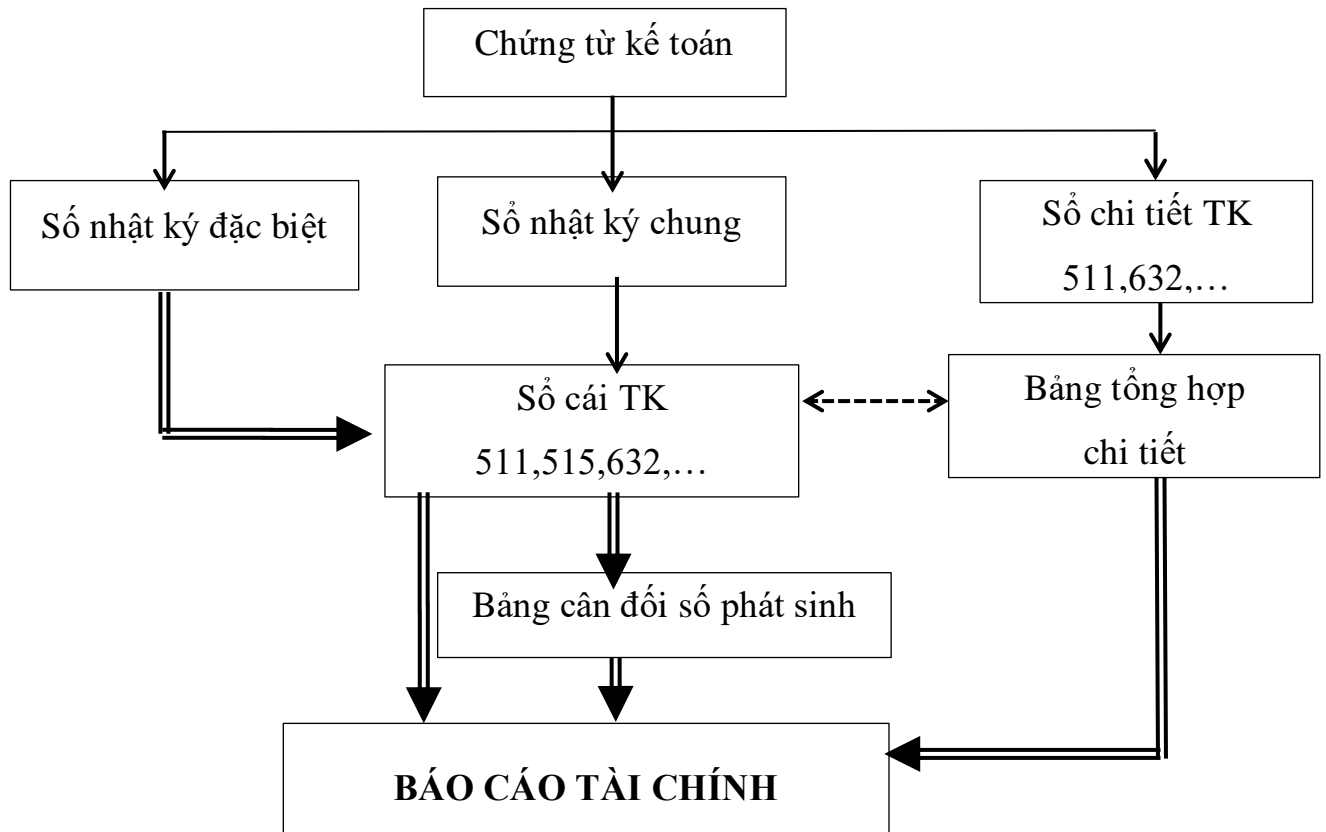 Chứng từ kế toán
Số nhật ký đặc biệt
Sổ nhật ký chung
Sổ chi tiết TK
511,632,…
Sổ cái TK
511,515,632,…
Bảng tổng hợp
chi tiết
Bảng cân đối số phát sinh
BÁO CÁO TÀI CHÍNH